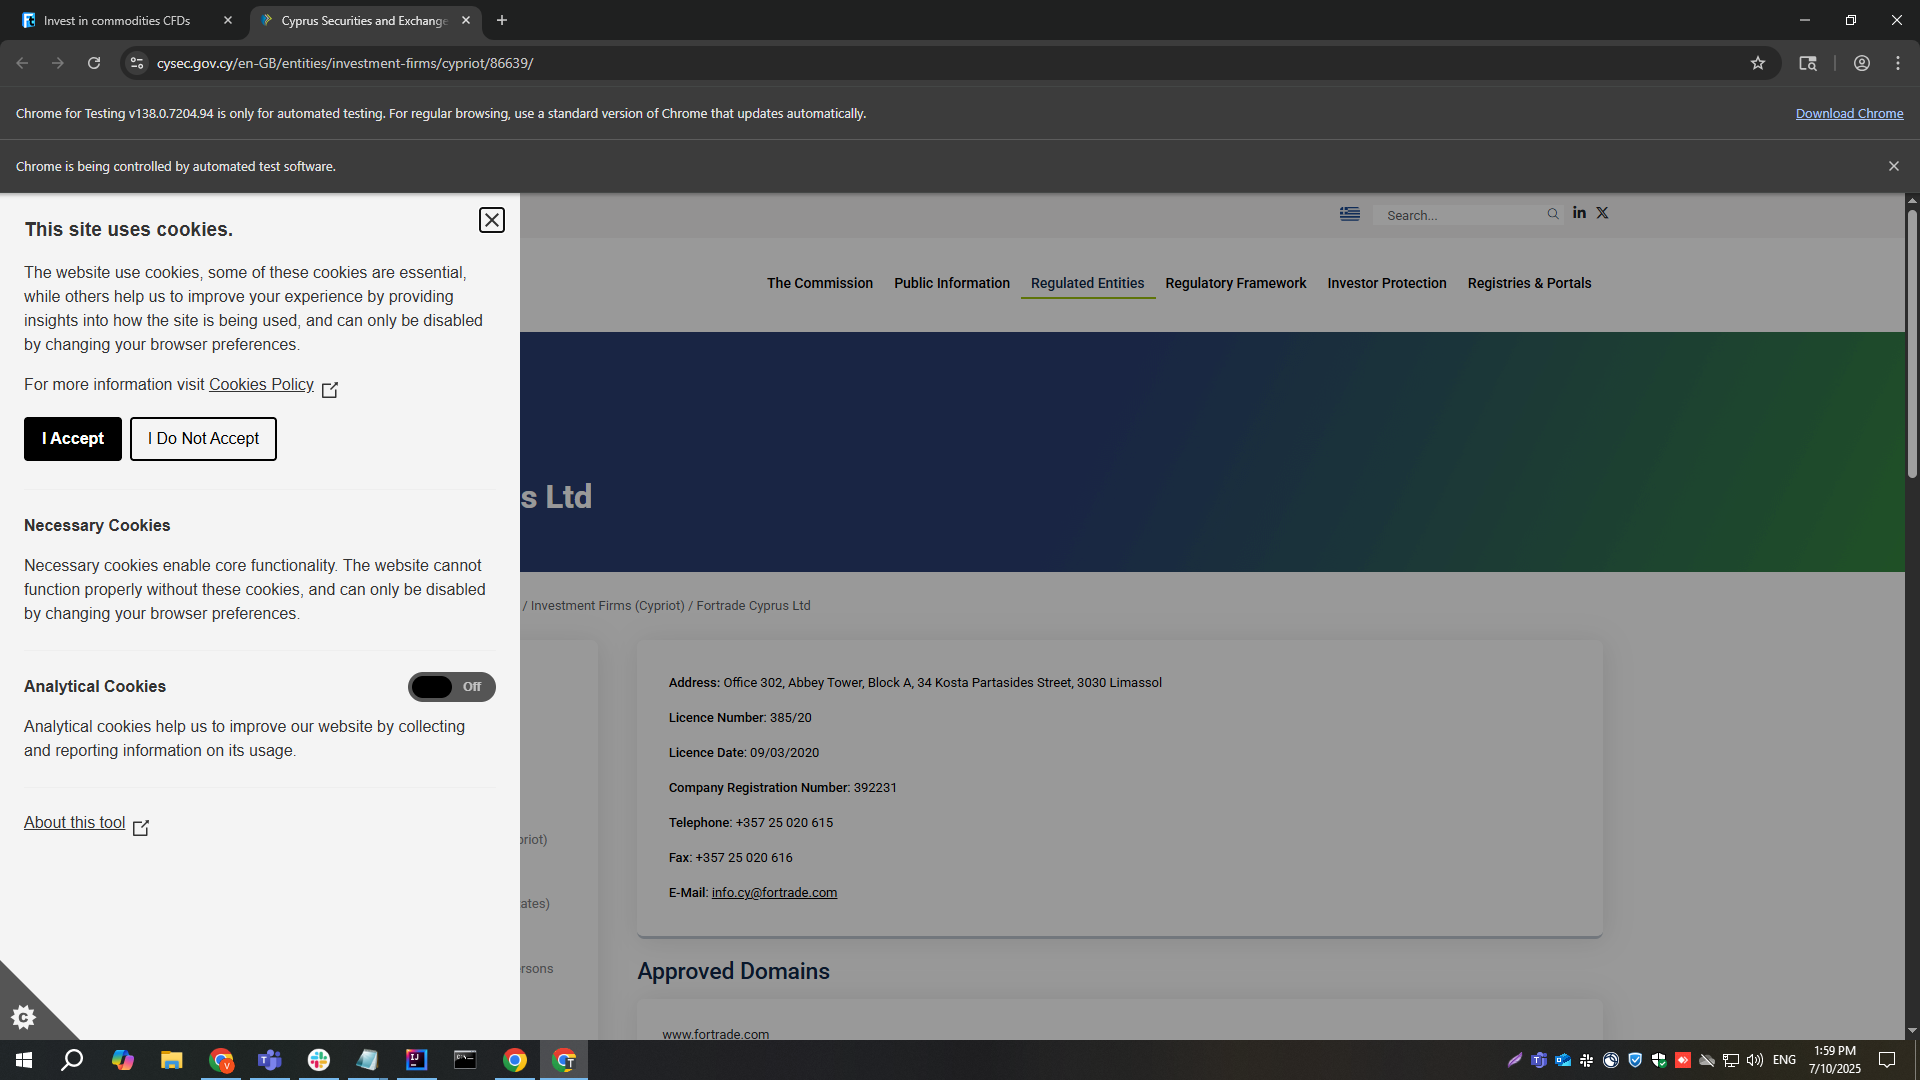 Invest in commodities CFDs
Cyprus Securities and Exchange
cysec.gov.cy/en-GB/entities/investment-firms/cypriot/86639/
Chrome for Testing v138.0.7204.94 is only for automated testing. For regular browsing, use a standard version of Chrome that updates automatically.
Download Chrome
Chrome is being controlled by automated test software.
This site uses cookies.
The website use cookies, some of these cookies are essential,
while others help us to improve your experience by providing
insights into how the site is being used, and can only be disabled
by changing your browser preferences.
For more information visit Cookies Policy
I Accept
I Do Not Accept
Necessary Cookies
Necessary cookies enable core functionality. The website cannot
function properly without these cookies, and can only be disabled
by changing your browser preferences.
Analytical Cookies
Off
Analytical cookies help us to improve our website by collecting
and reporting information on its usage.
About this tool
Search...
The Commission
Public Information
Regulated Entities
Regulatory Framework
Investor Protection
Registries & Portals
s Ltd
/ Investment Firms (Cypriot) / Fortrade Cyprus Ltd
priot)
ates)
ersons
Address: Office 302, Abbey Tower, Block A, 34 Kosta Partasides Street, 3030 Limassol
Licence Number: 385/20
Licence Date: 09/03/2020
Company Registration Number: 392231
Telephone: +357 25 020 615
Fax: +357 25 020 616
E-Mail: info.cy@fortrade.com
Approved Domains
www.fortrade.com
ENG
1:59 PM
7/10/2025